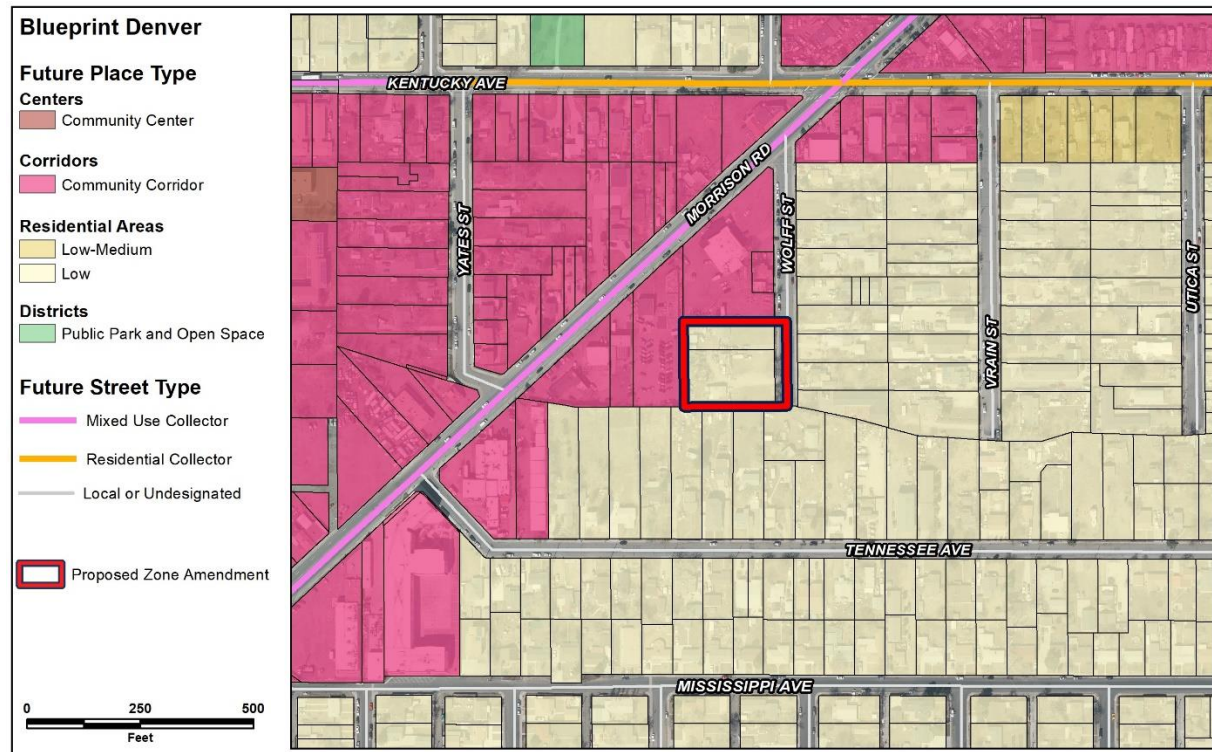 Blueprint Denver
Future Place Type
Centers
Community Center
Corridors
Community Corridor
Residential Areas
Low-Medium
Low
Districts
Public Park and Open Space
Future Street Type
Mixed Use Collector
Residential Collector
Local or Undesignated
Proposed Zone Amendment
0 250 500
Feet
KENTUCKY AVE
MORRISON RD
YATES ST
WOLFF ST
VRAIN ST
UTICA ST
TENNESSEE AVE
MISSISSIPPI AVE